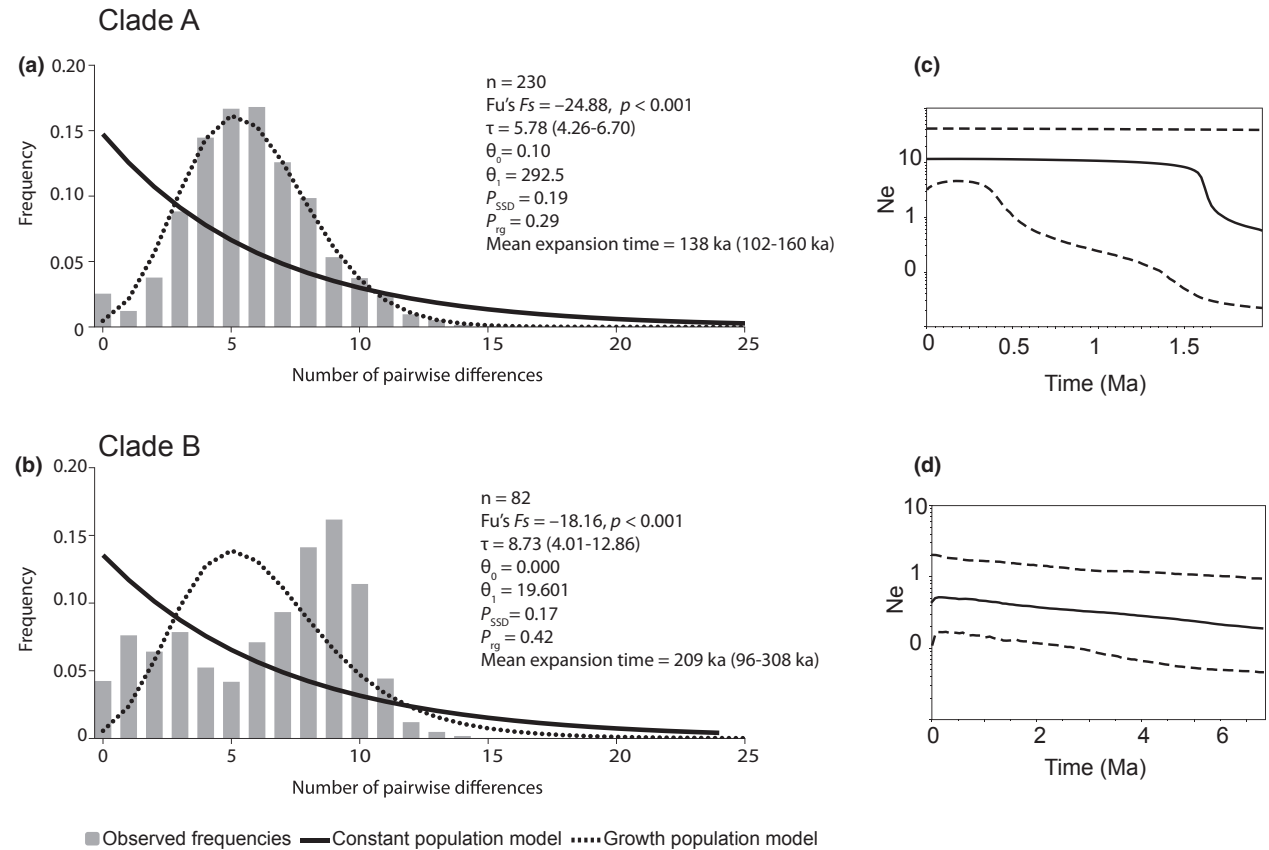 Clade A
(a)
0.20
0.15
0.10
0.05
0
Frequency
n = 230
Fu's Fs = –24.88, p < 0.001
τ = 5.78 (4.26-6.70)
θ₀ = 0.10
θ₁ = 292.5
P_SSD = 0.19
P_rg = 0.29
Mean expansion time = 138 ka (102-160 ka)
0 5 10 15 20 25
Number of pairwise differences
(c)
Ne
10
1
0
0 0.5 1 1.5
Time (Ma)
Clade B
(b)
0.20
0.15
0.10
0.05
0
Frequency
n = 82
Fu's Fs = –18.16, p < 0.001
τ = 8.73 (4.01-12.86)
θ₀ = 0.000
θ₁ = 19.601
P_SSD = 0.17
P_rg = 0.42
Mean expansion time = 209 ka (96-308 ka)
0 5 10 15 20 25
Number of pairwise differences
(d)
Ne
10
1
0
0 2 4 6
Time (Ma)
Observed frequencies Constant population model Growth population model